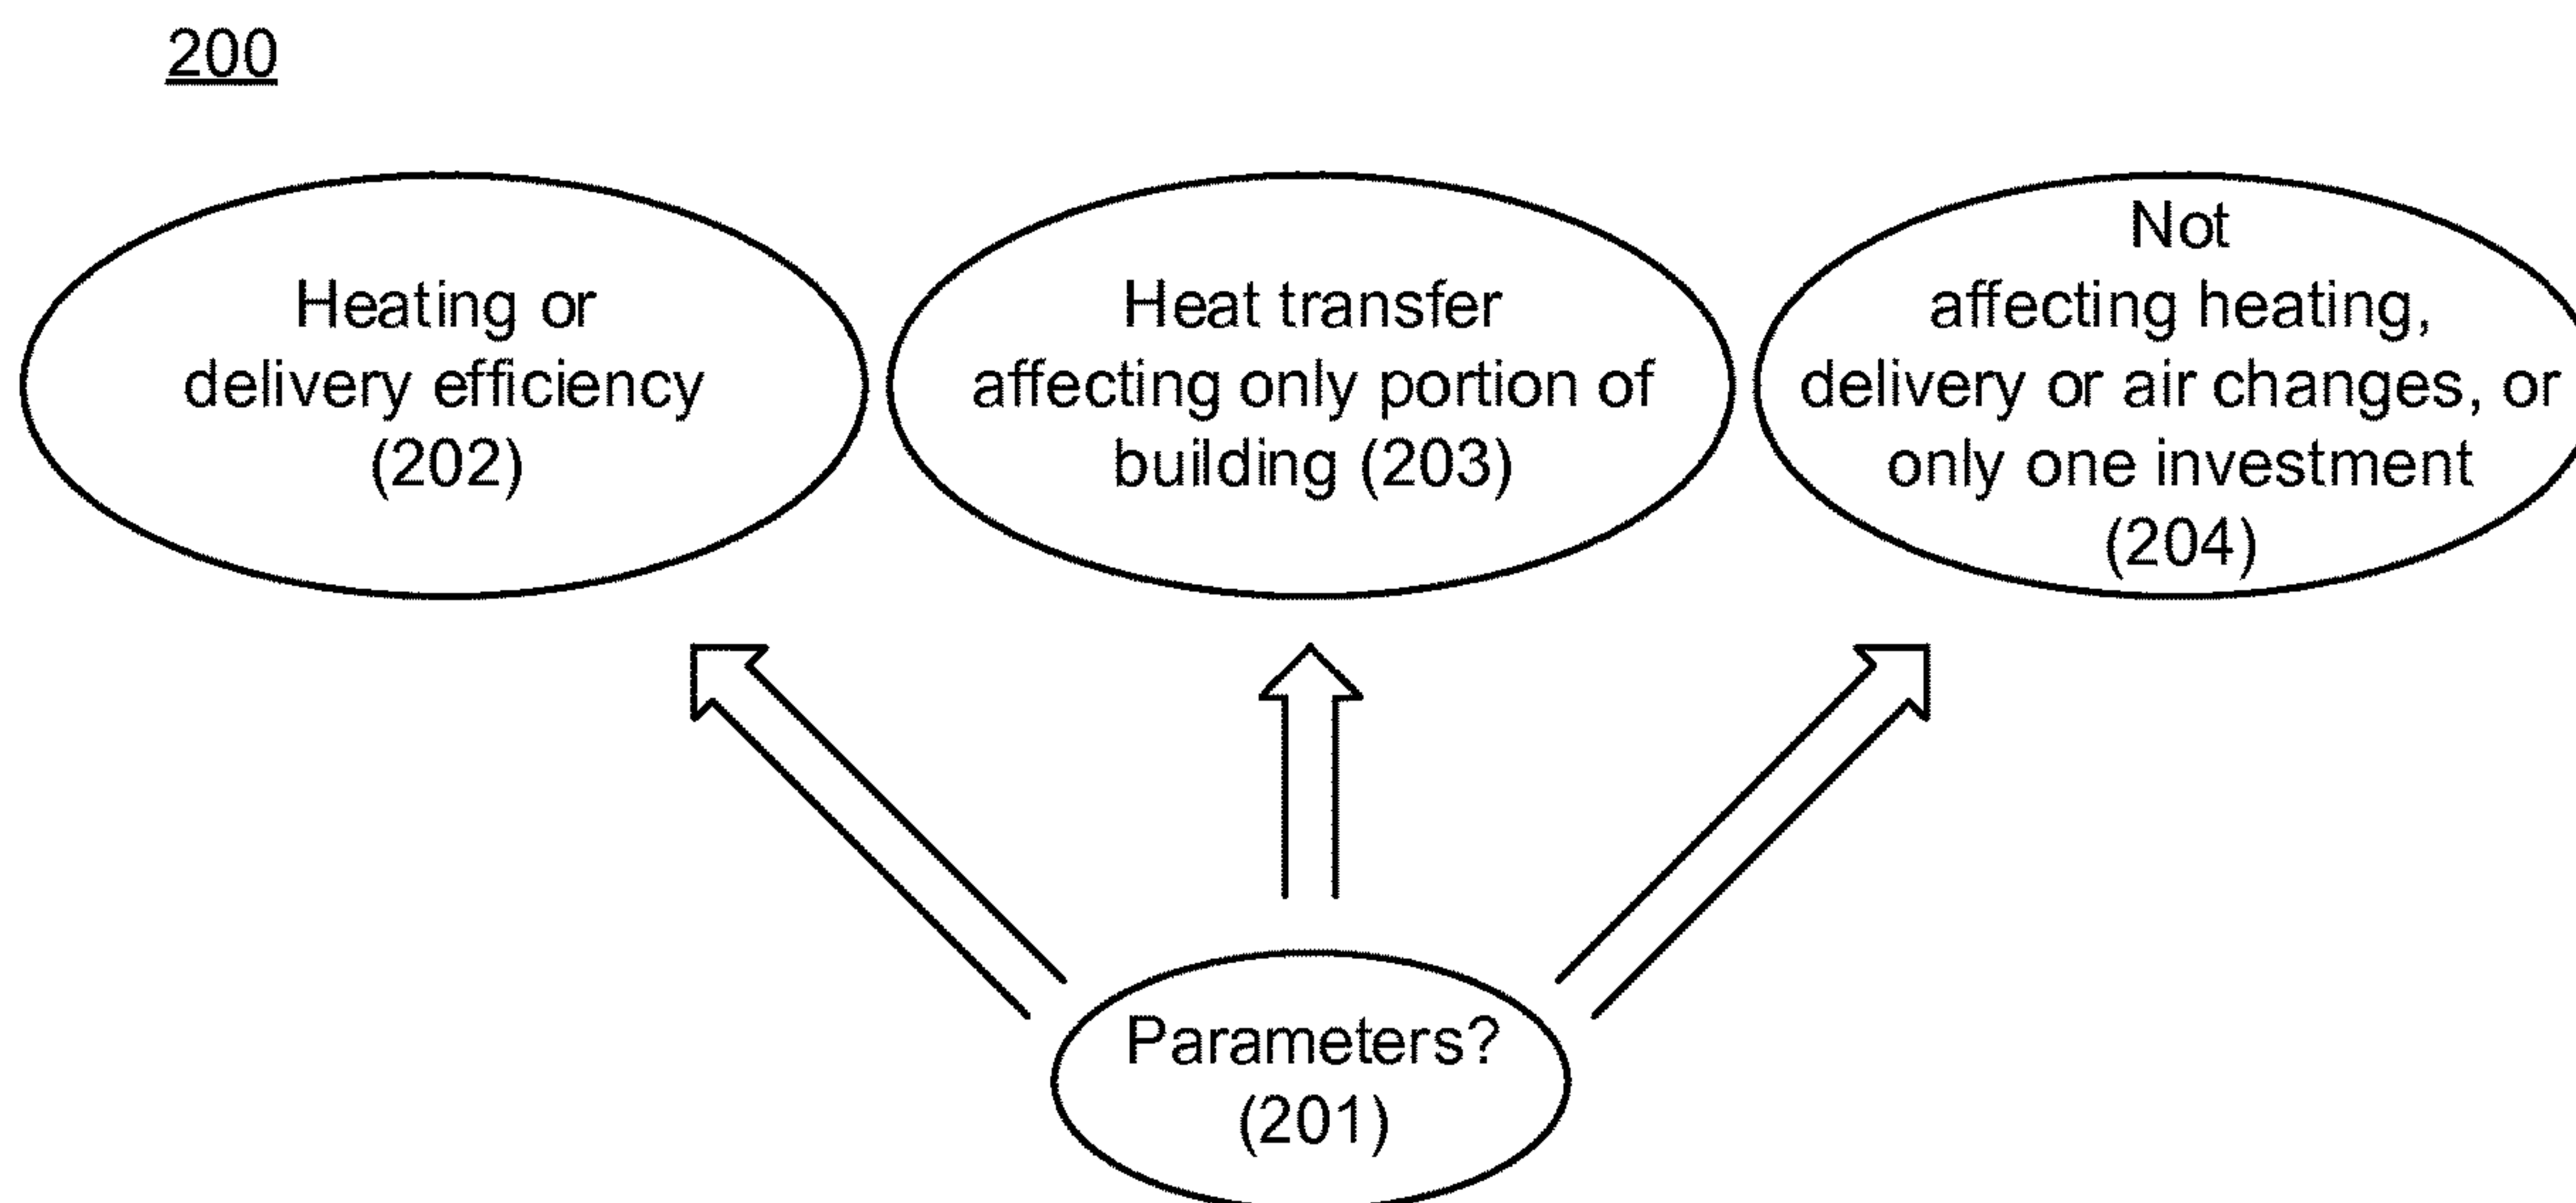 200
Heating or
delivery efficiency
(202)
Heat transfer
affecting only portion of
building (203)
Not
affecting heating,
delivery or air changes, or
only one investment
(204)
Parameters?
(201)